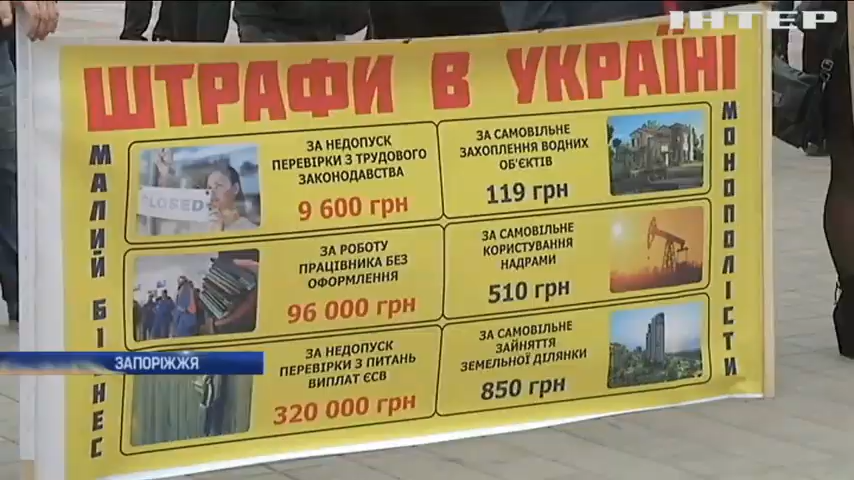 ІНТЕР
ШТРАФИ В УКРАЇНІ
МАЛИЙ БІЗНЕС
CLOSED
ЗА НЕДОПУСК
ПЕРЕВІРКИ З ТРУДОВОГО
ЗАКОНОДАВСТВА
9 600 грн
ЗА РОБОТУ
ПРАЦІВНИКА БЕЗ
ОФОРМЛЕННЯ
96 000 грн
ЗА НЕДОПУСК
ПЕРЕВІРКИ З ПИТАНЬ
ВИПЛАТ ЄСВ
320 000 грн
ЗА САМОВІЛЬНЕ
ЗАХОПЛЕННЯ ВОДНИХ
ОБ'ЄКТІВ
119 грн
ЗА САМОВІЛЬНЕ
КОРИСТУВАННЯ
НАДРАМИ
510 грн
ЗА САМОВІЛЬНЕ
ЗАЙНЯТТЯ
ЗЕМЕЛЬНОЇ ДІЛЯНКИ
850 грн
МОНОПОЛІСТИ
ЗАПОРІЖЖЯ